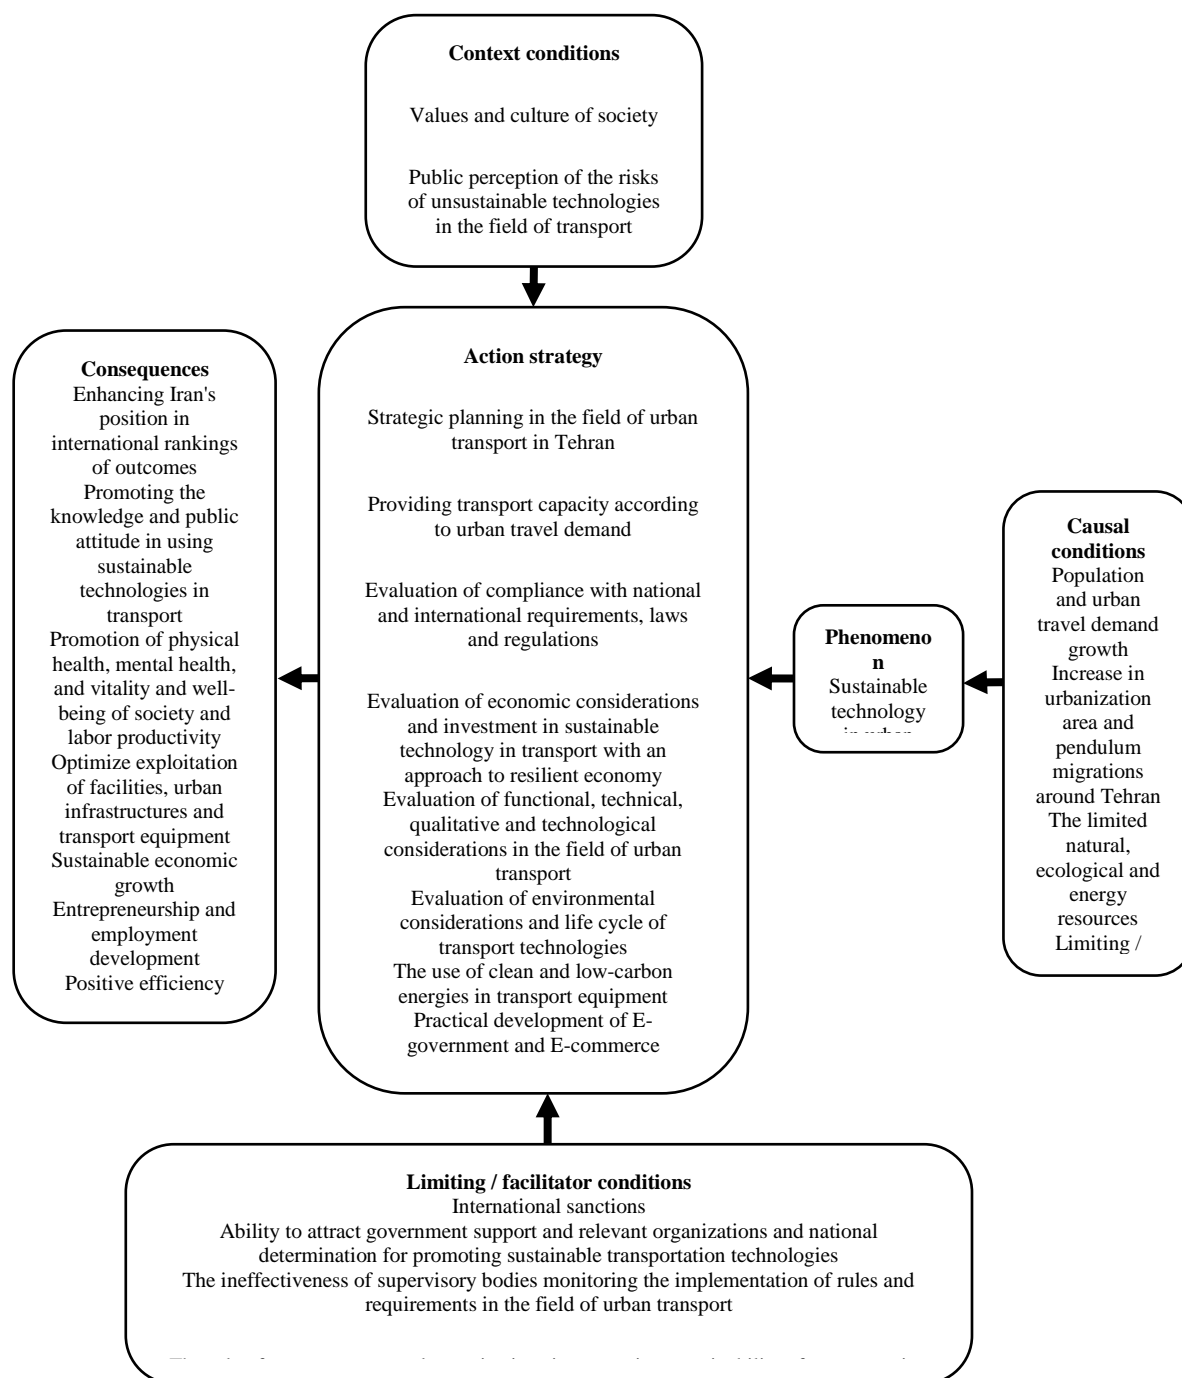 Context conditions
Values and culture of society
Public perception of the risks
of unsustainable technologies
in the field of transport
Consequences
Enhancing Iran's
position in
international rankings
of outcomes
Promoting the
knowledge and public
attitude in using
sustainable
technologies in
transport
Promotion of physical
health, mental health,
and vitality and well-
being of society and
labor productivity
Optimize exploitation
of facilities, urban
infrastructures and
transport equipment
Sustainable economic
growth
Entrepreneurship and
employment
development
Positive efficiency
Action strategy
Strategic planning in the field of urban
transport in Tehran
Providing transport capacity according
to urban travel demand
Evaluation of compliance with national
and international requirements, laws
and regulations
Evaluation of economic considerations
and investment in sustainable
technology in transport with an
approach to resilient economy
Evaluation of functional, technical,
qualitative and technological
considerations in the field of urban
transport
Evaluation of environmental
considerations and life cycle of
transport technologies
The use of clean and low-carbon
energies in transport equipment
Practical development of E-
government and E-commerce
Phenomeno
n
Sustainable
technology
in urban
Causal
conditions
Population
and urban
travel demand
growth
Increase in
urbanization
area and
pendulum
migrations
around Tehran
The limited
natural,
ecological and
energy
resources
Limiting /
Limiting / facilitator conditions
International sanctions
Ability to attract government support and relevant organizations and national
determination for promoting sustainable transportation technologies
The ineffectiveness of supervisory bodies monitoring the implementation of rules and
requirements in the field of urban transport